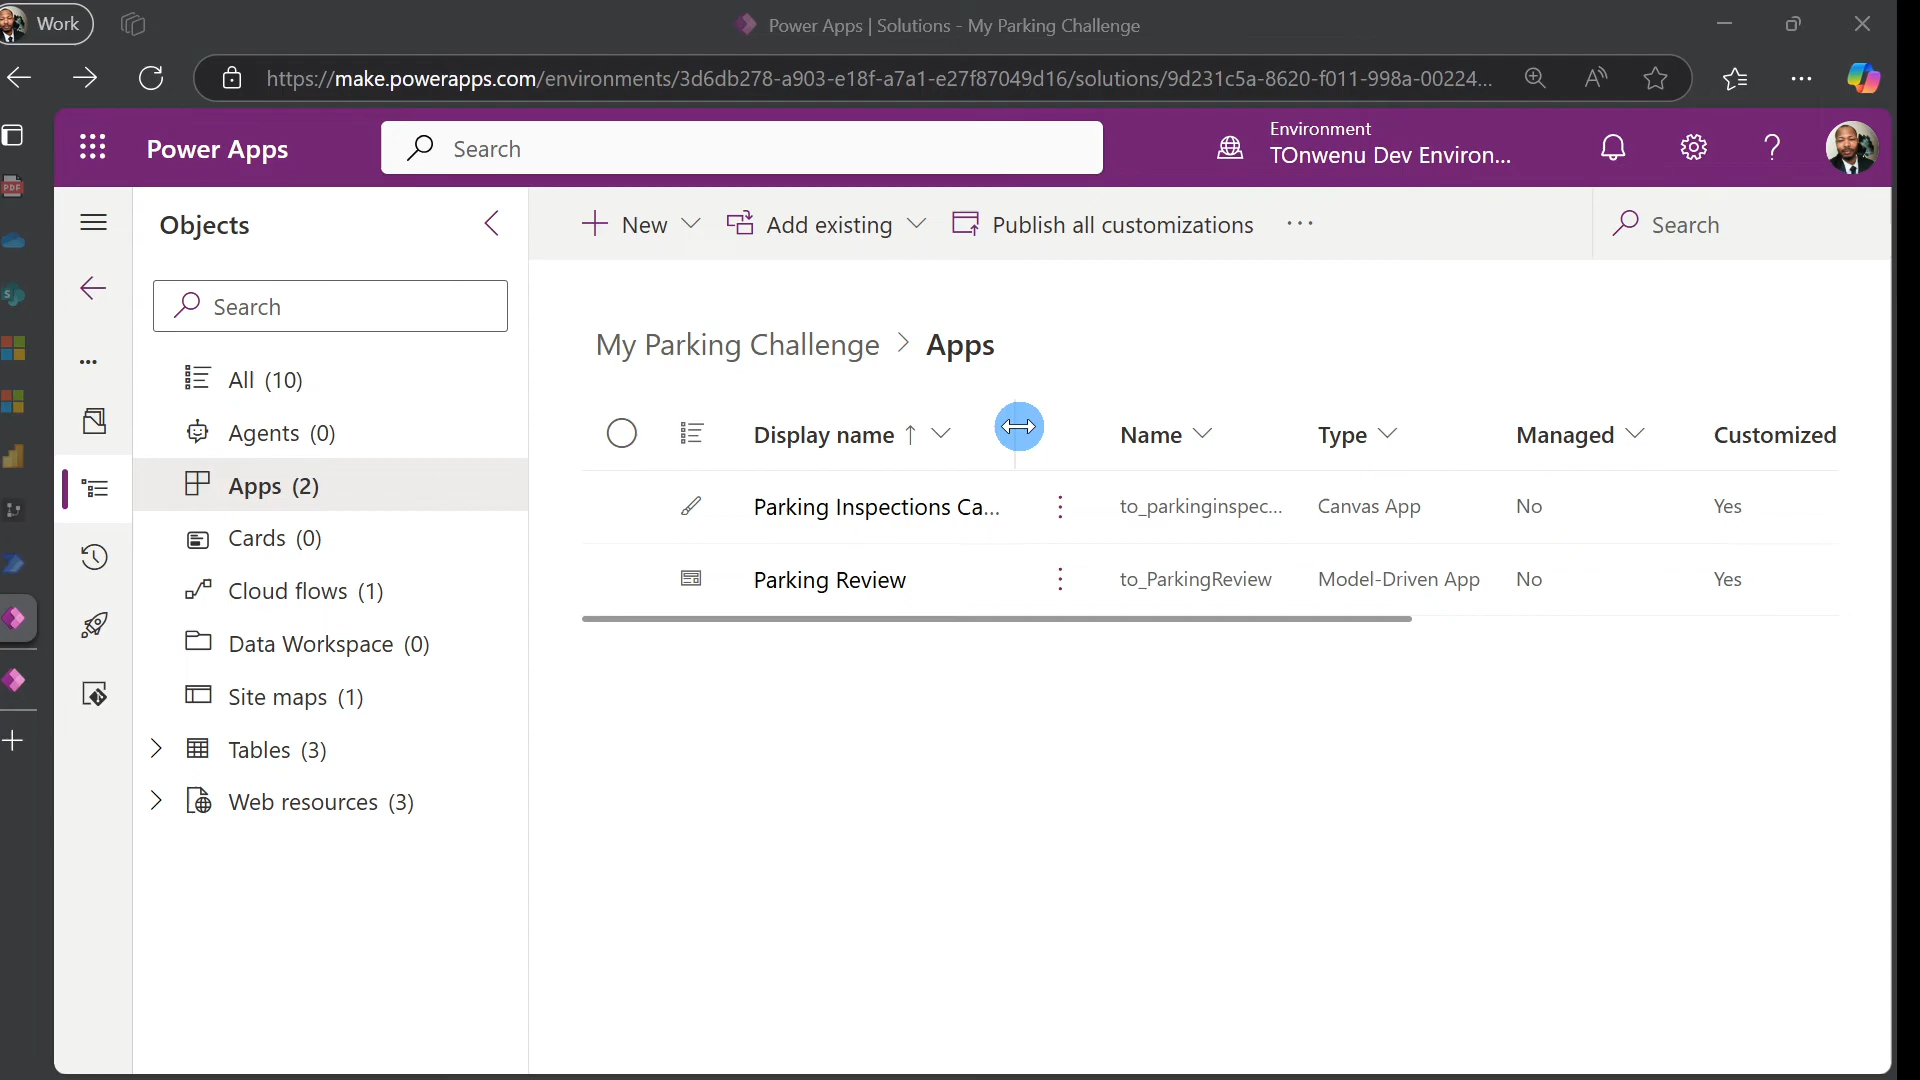 Work
Power Apps | Solutions - My Parking Challenge
https://make.powerapps.com/environments/3d6db278-a903-e18f-a7a1-e27f87049d16/solutions/9d231c5a-8620-f011-998a-00224...
PDF
Power Apps
Search
Environment
TOnwenu Dev Environ...
Objects
New
Add existing
Publish all customizations
Search
Search
My Parking Challenge > Apps
All (10)
Agents (0)
Apps (2)
Cards (0)
Cloud flows (1)
Data Workspace (0)
Site maps (1)
Tables (3)
Web resources (3)
Display name Name Type Managed Customized
Parking Inspections Ca... to_parkinginspec... Canvas App No Yes
Parking Review to_ParkingReview Model-Driven App No Yes